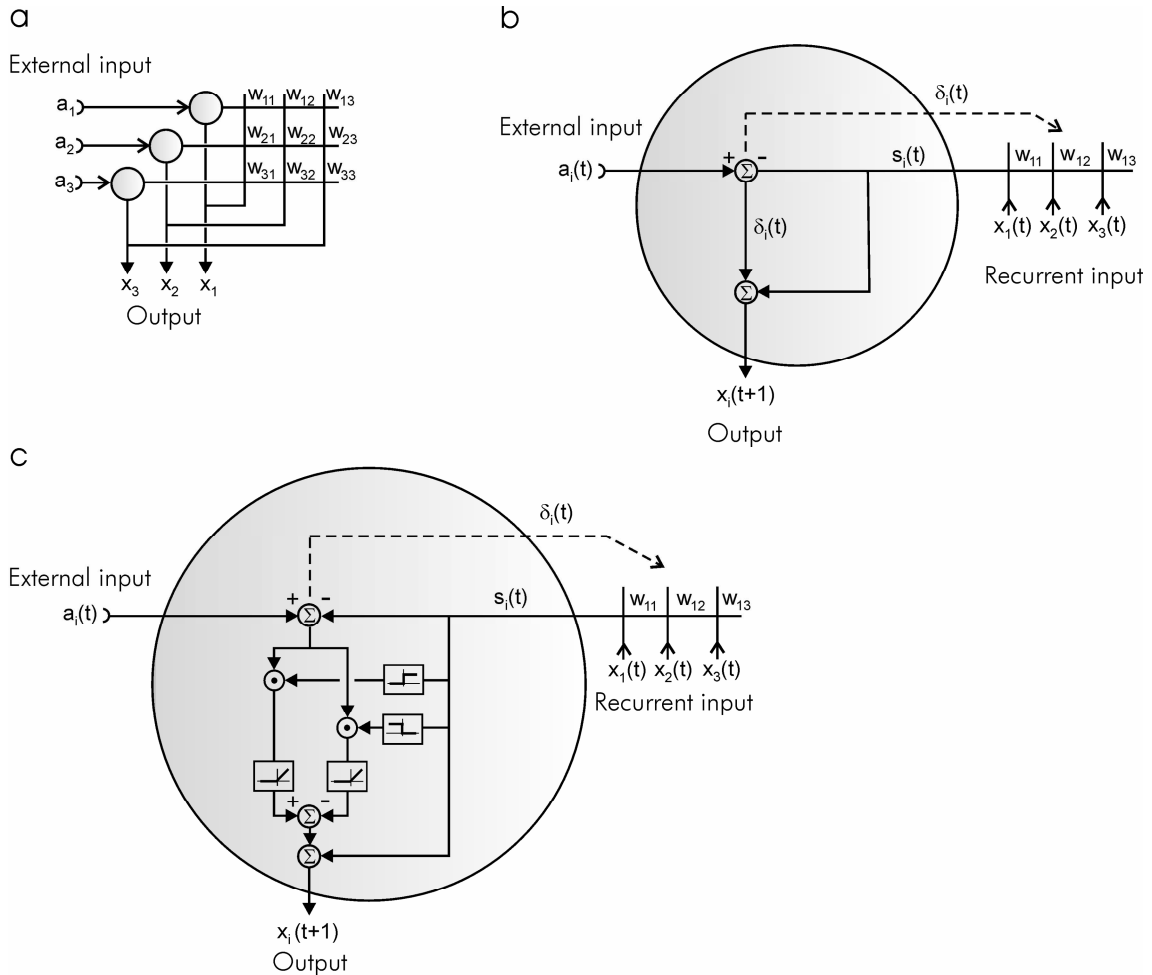 a
External input
a₁ w₁₁ w₁₂ w₁₃
a₂ w₂₁ w₂₂ w₂₃
a₃ w₃₁ w₃₂ w₃₃
x₃ x₂ x₁
Output
b
δᵢ(t)
External input
aᵢ(t) + − sᵢ(t) w₁₁ w₁₂ w₁₃
Σ
x₁(t) x₂(t) x₃(t)
δᵢ(t)
Recurrent input
Σ
xᵢ(t+1)
Output
c
δᵢ(t)
External input
aᵢ(t) + − sᵢ(t) w₁₁ w₁₂ w₁₃
Σ
x₁(t) x₂(t) x₃(t)
Recurrent input
+ −
Σ
Σ
xᵢ(t+1)
Output